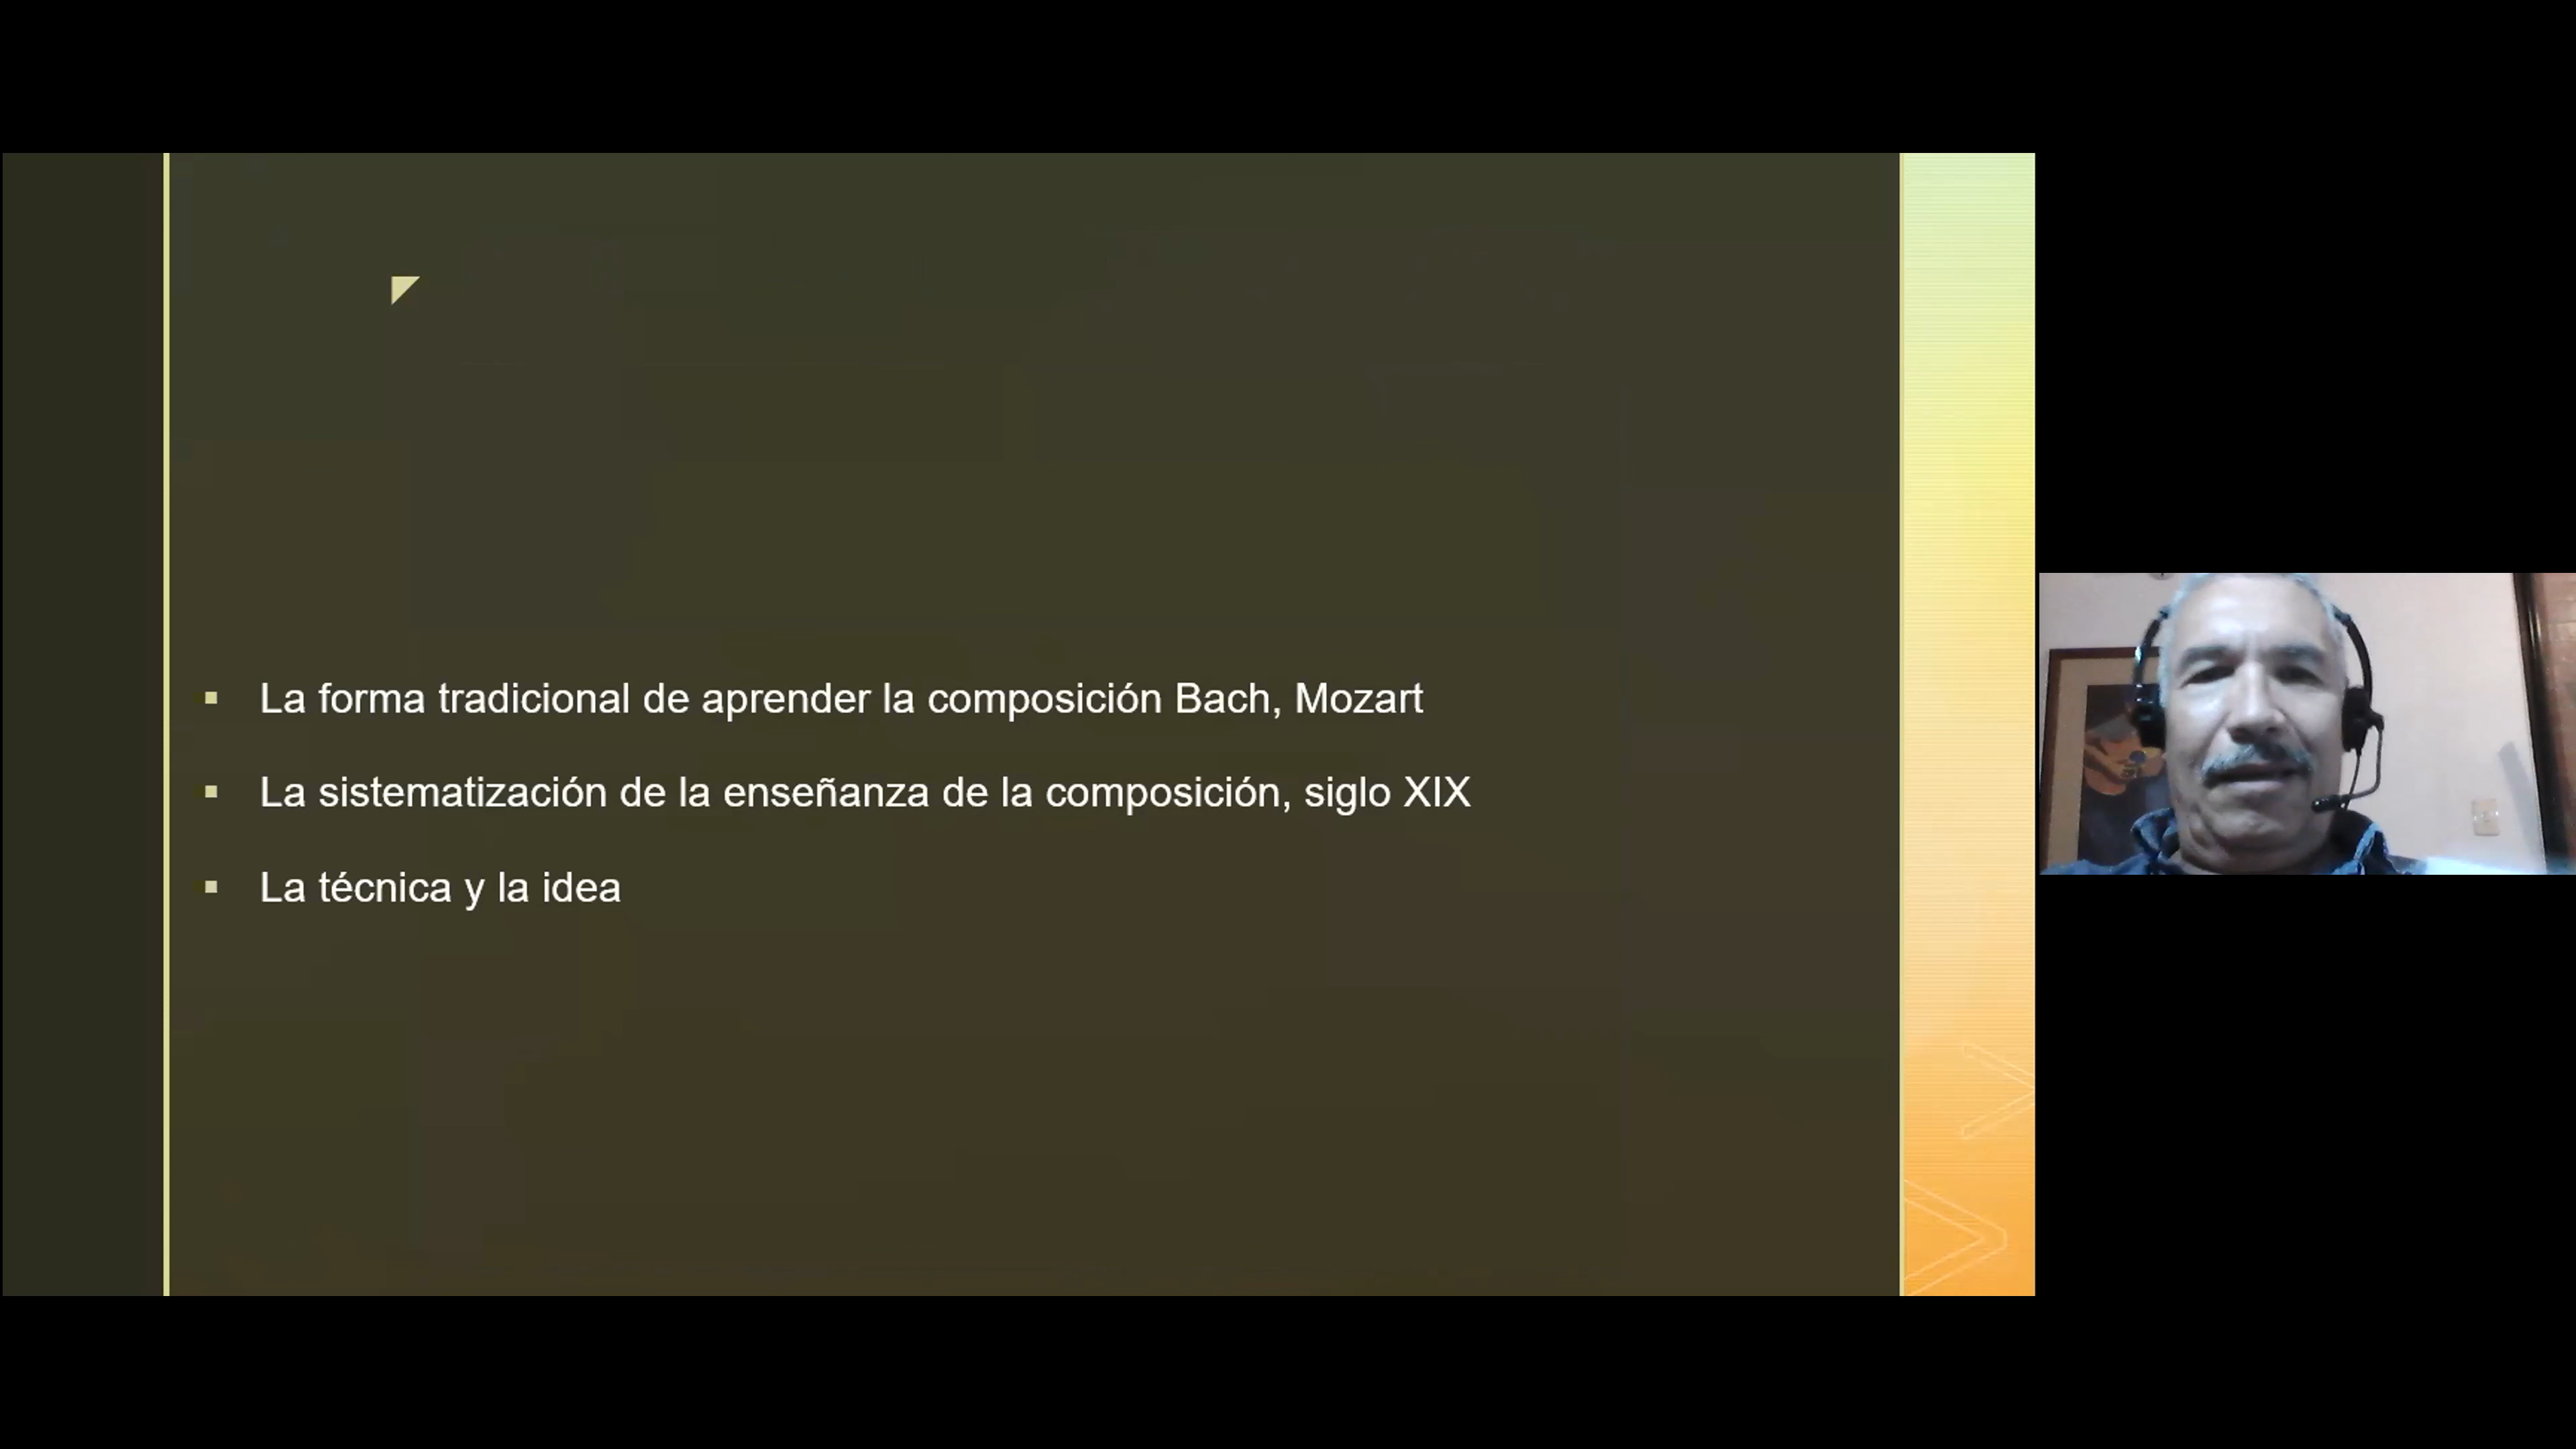 La forma tradicional de aprender la composición Bach, Mozart
La sistematización de la enseñanza de la composición, siglo XIX
La técnica y la idea